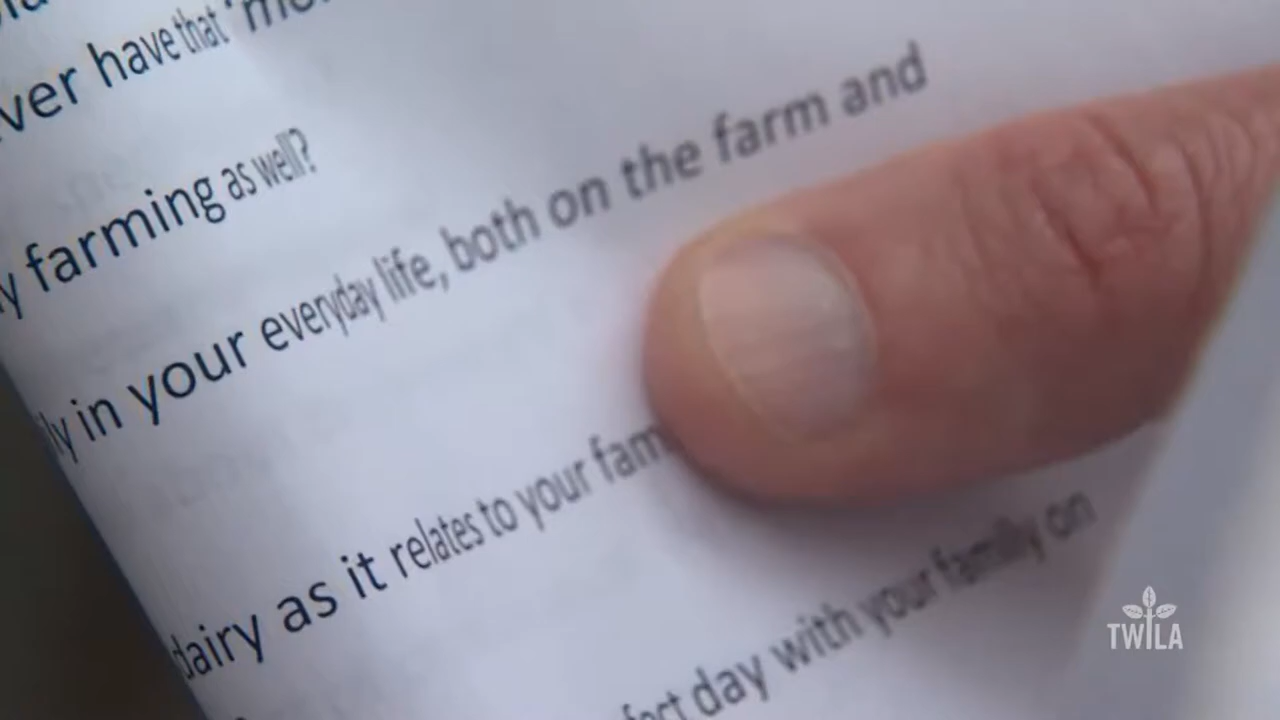 have that
farming as well?
in your everyday life, both on the farm and
dairy as it relates to your fam
day with your family on
TWILA